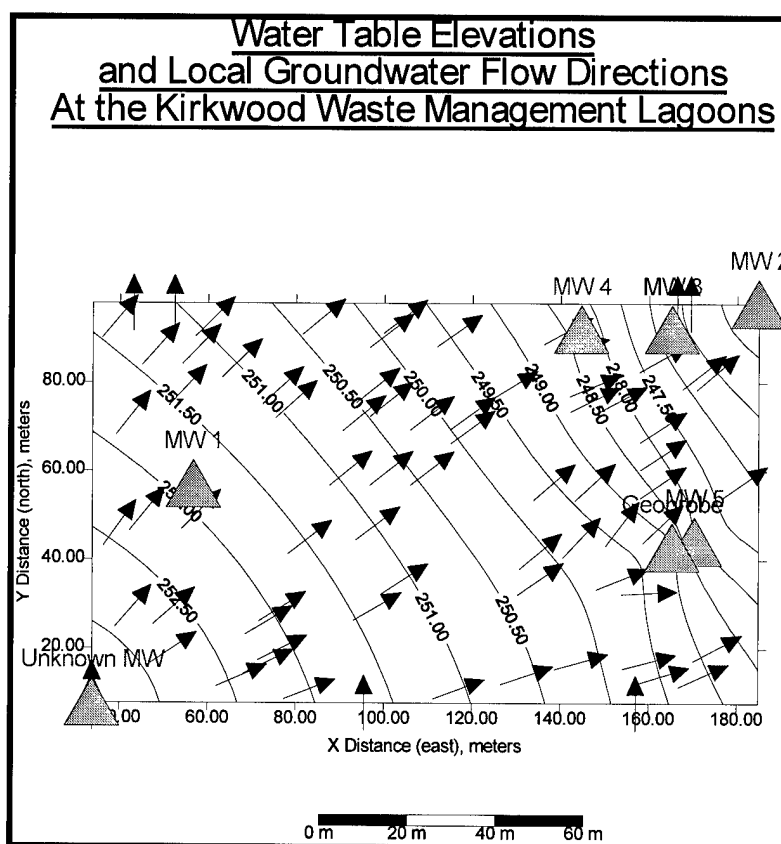 Water Table Elevations
and Local Groundwater Flow Directions
At the Kirkwood Waste Management Lagoons
MW 2
MW 4
MW 3
80.00
251.50
251.00
250.50
250.00
249.50
249.00
248.50
248.00
247.50
MW 1
60.00
Geoprobe
MW 5
Y Distance (north), meters
40.00
252.50
251.00
250.50
20.00
Unknown MW
60.00
80.00
100.00
120.00
140.00
160.00
180.00
X Distance (east), meters
0 m
20 m
40 m
60 m